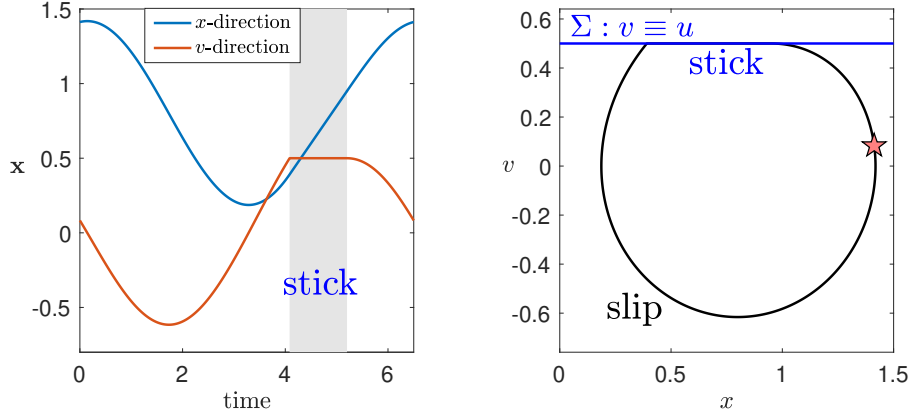 1.5
1
0.5
0
-0.5
x
0
2
4
6
time
x-direction
v-direction
stick
0.6
0.4
0.2
0
-0.2
-0.4
-0.6
v
0
0.5
1
1.5
x
Σ : v ≡ u
stick
slip